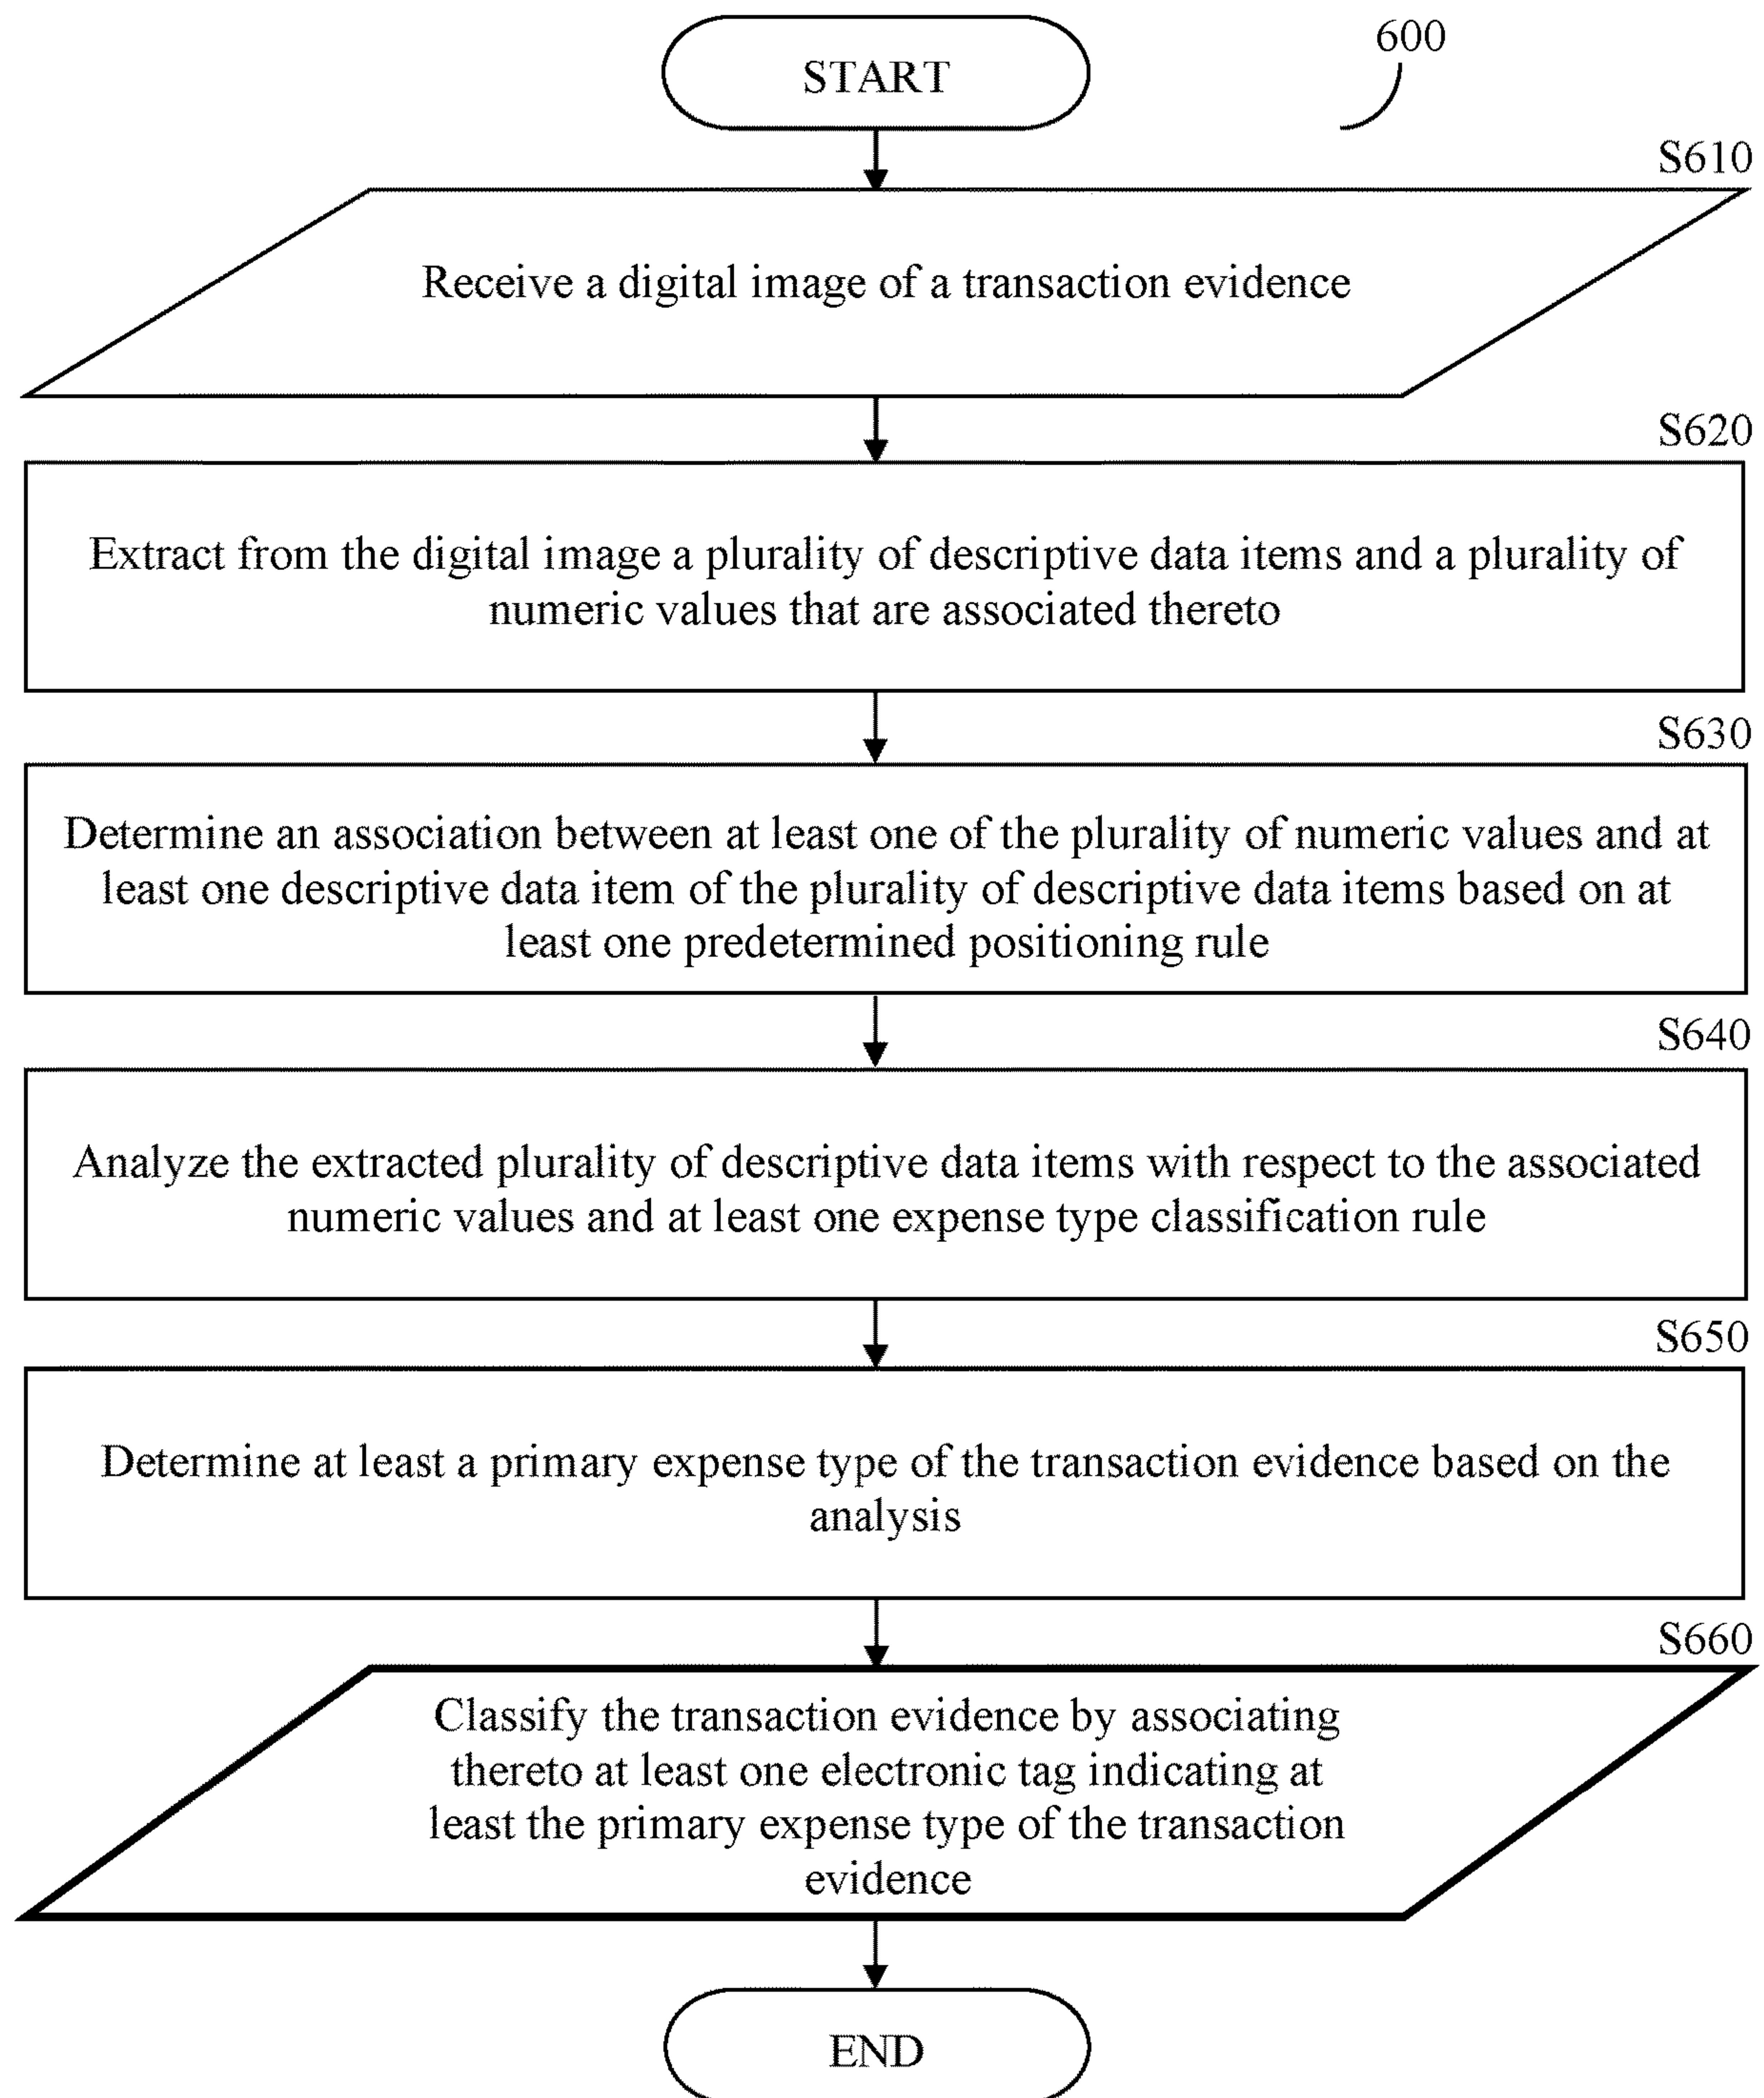 START
600
S610
Receive a digital image of a transaction evidence
S620
Extract from the digital image a plurality of descriptive data items and a plurality of
numeric values that are associated thereto
S630
Determine an association between at least one of the plurality of numeric values and at
least one descriptive data item of the plurality of descriptive data items based on at
least one predetermined positioning rule
S640
Analyze the extracted plurality of descriptive data items with respect to the associated
numeric values and at least one expense type classification rule
S650
Determine at least a primary expense type of the transaction evidence based on the
analysis
S660
Classify the transaction evidence by associating
thereto at least one electronic tag indicating at
least the primary expense type of the transaction
evidence
END